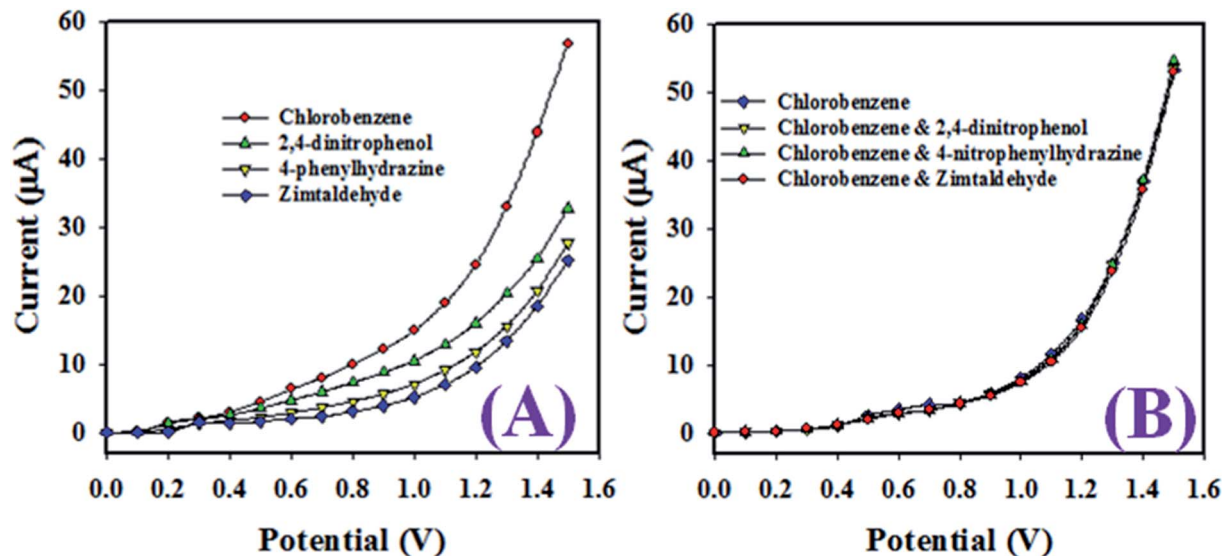 60
50
40
30
20
10
0
Current (µA)
Chlorobenzene
2,4-dinitrophenol
4-phenylhydrazine
Zimtaldehyde
(A)
0.0 0.2 0.4 0.6 0.8 1.0 1.2 1.4 1.6
Potential (V)
60
50
40
30
20
10
0
Current (µA)
Chlorobenzene
Chlorobenzene & 2,4-dinitrophenol
Chlorobenzene & 4-nitrophenylhydrazine
Chlorobenzene & Zimtaldehyde
(B)
0.0 0.2 0.4 0.6 0.8 1.0 1.2 1.4 1.6
Potential (V)